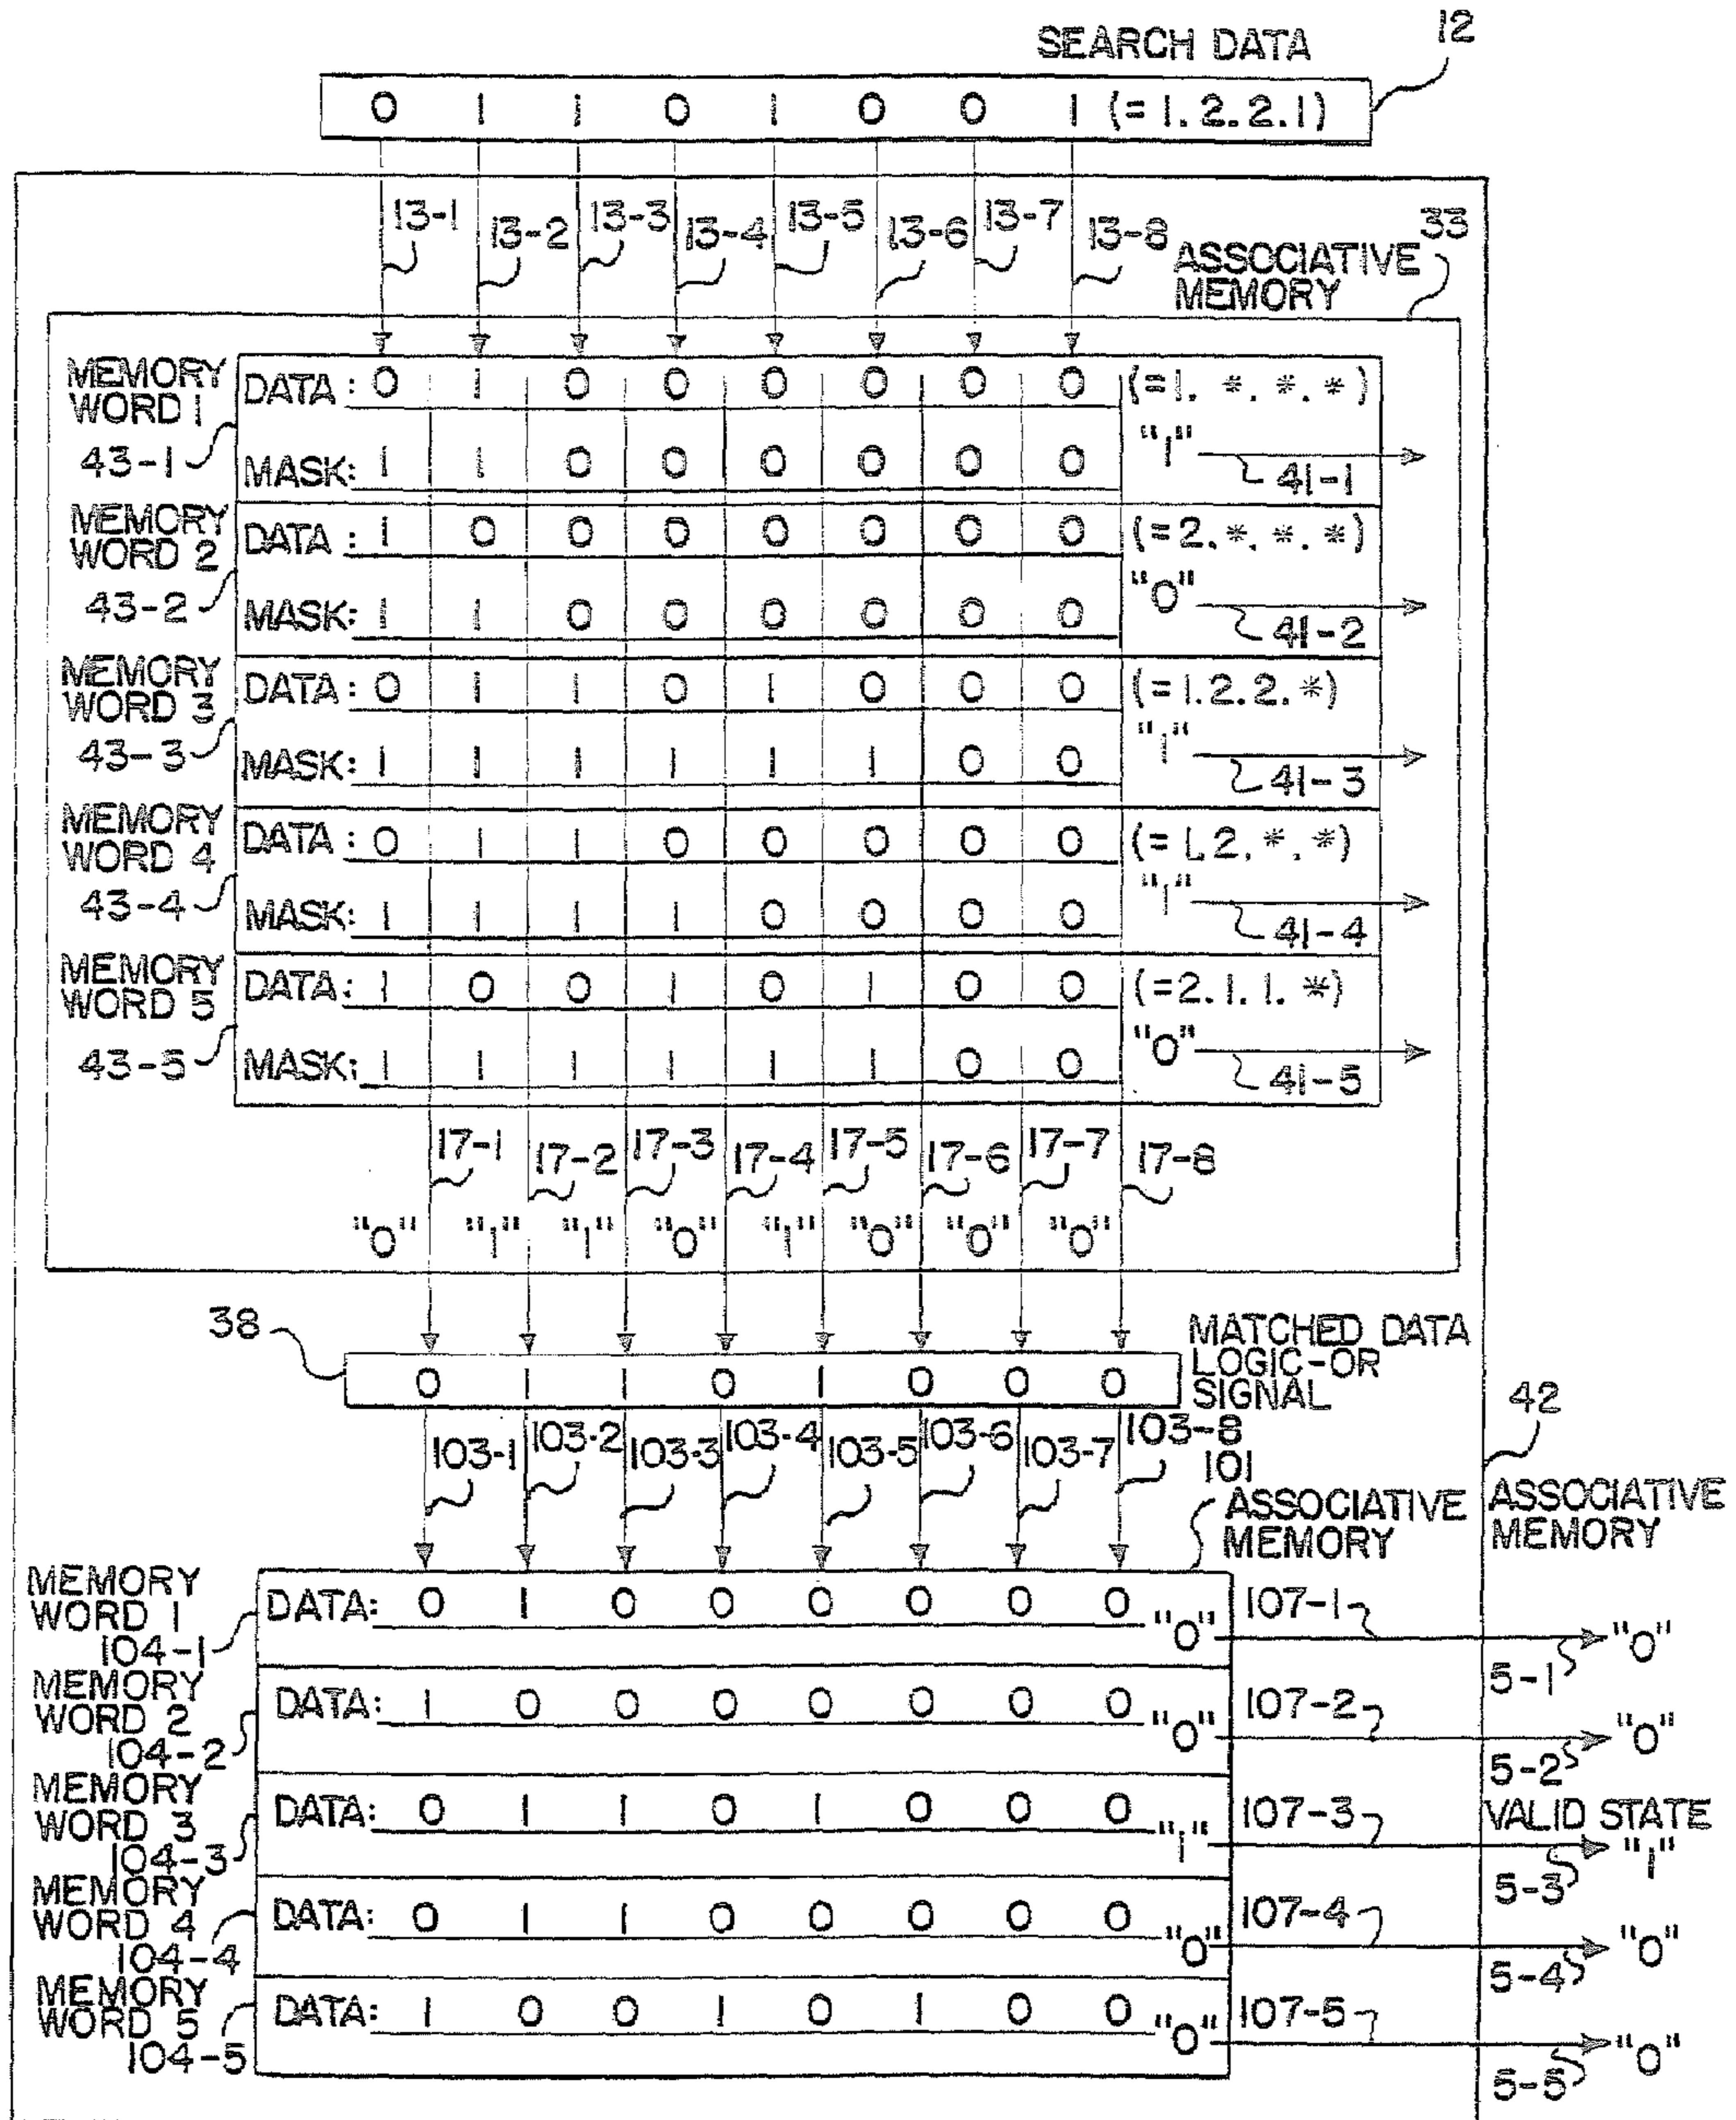 12
SEARCH DATA
0 1 1 0 1 0 0 1 (=1.2.2.1)
13-1 13-2 13-3 13-4 13-5 13-6 13-7 13-8
33
ASSOCIATIVE
MEMORY
MEMORY
WORD 1
43-1
DATA: 0 1 0 0 0 0 0 0 (=1.*.*.*)
MASK: 1 1 0 0 0 0 0 0 "1"
41-1
MEMORY
WORD 2
43-2
DATA: 1 0 0 0 0 0 0 0 (=2.*.*.*)
MASK: 1 1 0 0 0 0 0 0 "0"
41-2
MEMORY
WORD 3
43-3
DATA: 0 1 1 0 1 0 0 0 (=1.2.2.*)
MASK: 1 1 1 1 1 1 0 0 "1"
41-3
MEMORY
WORD 4
43-4
DATA: 0 1 1 0 0 0 0 0 (=1.2.*.*)
MASK: 1 1 1 1 0 0 0 0 "1"
41-4
MEMORY
WORD 5
43-5
DATA: 1 0 0 1 0 1 0 0 (=2.1.1.*)
MASK: 1 1 1 1 1 1 0 0 "0"
41-5
17-1 17-2 17-3 17-4 17-5 17-6 17-7 17-8
"0" "1" "1" "0" "1" "0" "0" "0"
38
0 1 1 0 1 0 0 0
MATCHED DATA
LOGIC-OR
SIGNAL
103-1 103-2 103-3 103-4 103-5 103-6 103-7 103-8
101
ASSOCIATIVE
MEMORY
42
ASSOCIATIVE
MEMORY
MEMORY
WORD 1
104-1
DATA: 0 1 0 0 0 0 0 0 "0"
107-1
5-1
"0"
MEMORY
WORD 2
104-2
DATA: 1 0 0 0 0 0 0 0 "0"
107-2
5-2
"0"
MEMORY
WORD 3
104-3
DATA: 0 1 1 0 1 0 0 0 "1"
107-3
VALID STATE
5-3
"1"
MEMORY
WORD 4
104-4
DATA: 0 1 1 0 0 0 0 0 "0"
107-4
5-4
"0"
MEMORY
WORD 5
104-5
DATA: 1 0 0 1 0 1 0 0 "0"
107-5
5-5
"0"